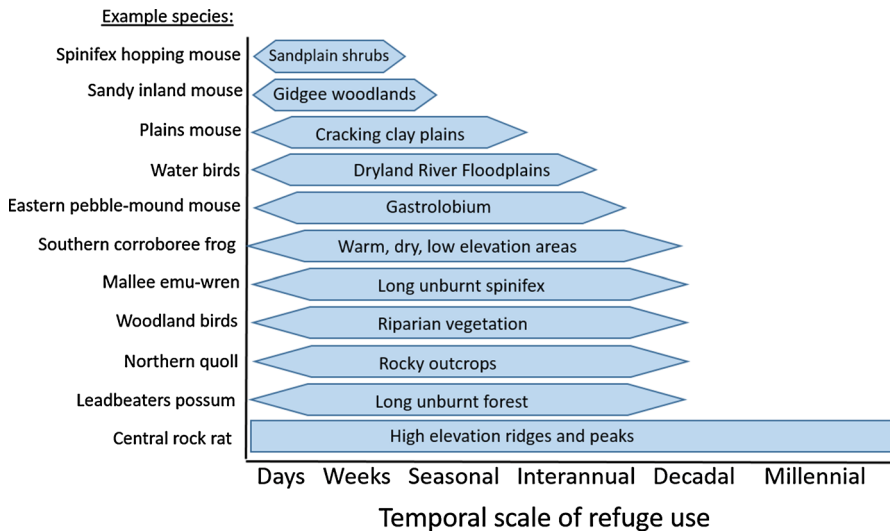 Example species:
Spinifex hopping mouse Sandplain shrubs
Sandy inland mouse Gidgee woodlands
Plains mouse Cracking clay plains
Water birds Dryland River Floodplains
Eastern pebble-mound mouse Gastrolobium
Southern corroboree frog Warm, dry, low elevation areas
Mallee emu-wren Long unburnt spinifex
Woodland birds Riparian vegetation
Northern quoll Rocky outcrops
Leadbeaters possum Long unburnt forest
Central rock rat High elevation ridges and peaks
Days Weeks Seasonal Interannual Decadal Millennial
Temporal scale of refuge use